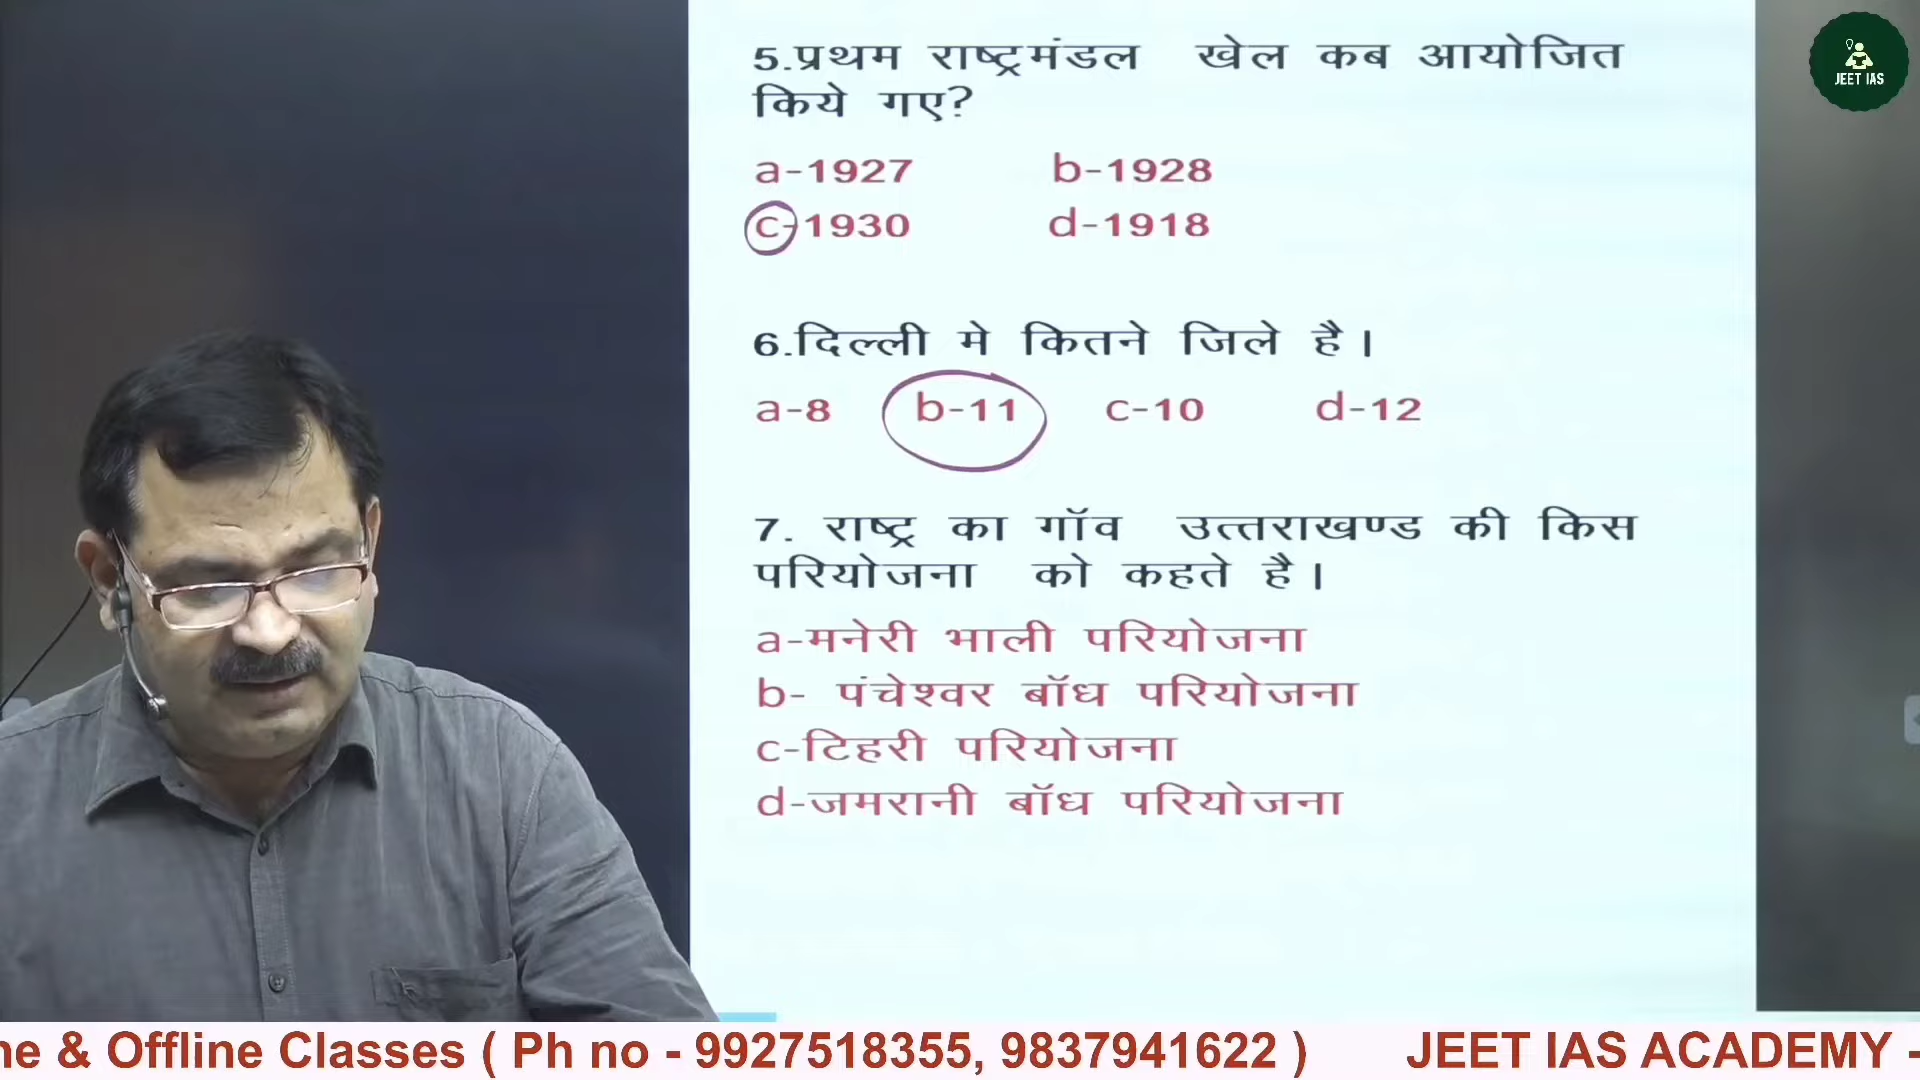 5.प्रथम राष्ट्रमंडल खेल कब आयोजित
किये गए?
a-1927 b-1928
c-1930 d-1918
6.दिल्ली मे कितने जिले है।
a-8 b-11 c-10 d-12
7. राष्ट्र का गॉव उत्तराखण्ड की किस
परियोजना को कहते है।
a-मनेरी भाली परियोजना
b- पंचेश्वर बॉध परियोजना
c-टिहरी परियोजना
d-जमरानी बॉध परियोजना
JEET IAS
ne & Offline Classes ( Ph no - 9927518355, 9837941622 ) JEET IAS ACADEMY -